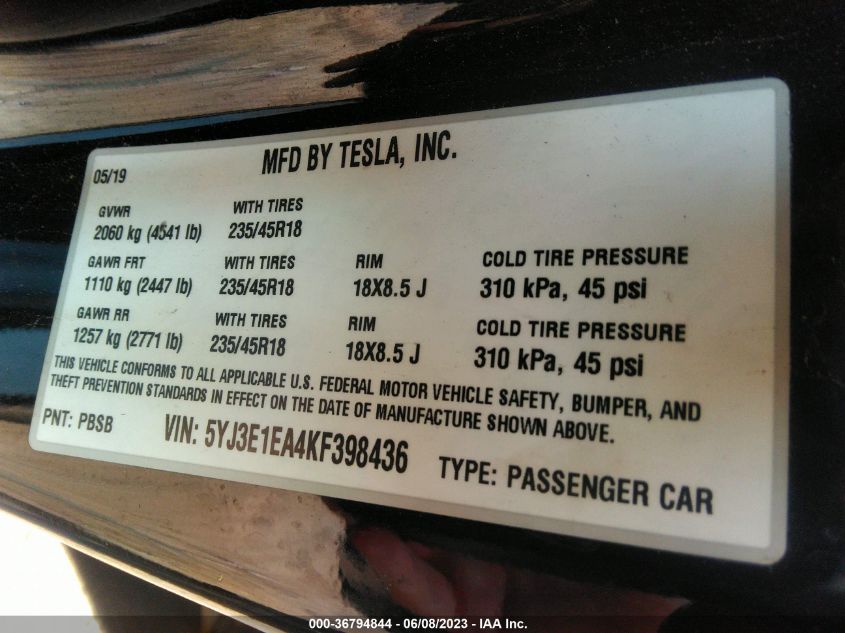 MFD BY TESLA, INC.
05/19
GVWR WITH TIRES
2060 kg (4541 lb) 235/45R18
GAWR FRT WITH TIRES RIM COLD TIRE PRESSURE
1110 kg (2447 lb) 235/45R18 18X8.5 J 310 kPa, 45 psi
GAWR RR WITH TIRES RIM COLD TIRE PRESSURE
1257 kg (2771 lb) 235/45R18 18X8.5 J 310 kPa, 45 psi
THIS VEHICLE CONFORMS TO ALL APPLICABLE U.S. FEDERAL MOTOR VEHICLE SAFETY, BUMPER, AND
THEFT PREVENTION STANDARDS IN EFFECT ON THE DATE OF MANUFACTURE SHOWN ABOVE.
PNT: PBSB VIN: 5YJ3E1EA4KF398436 TYPE: PASSENGER CAR
000-36794844 - 06/08/2023 - IAA Inc.